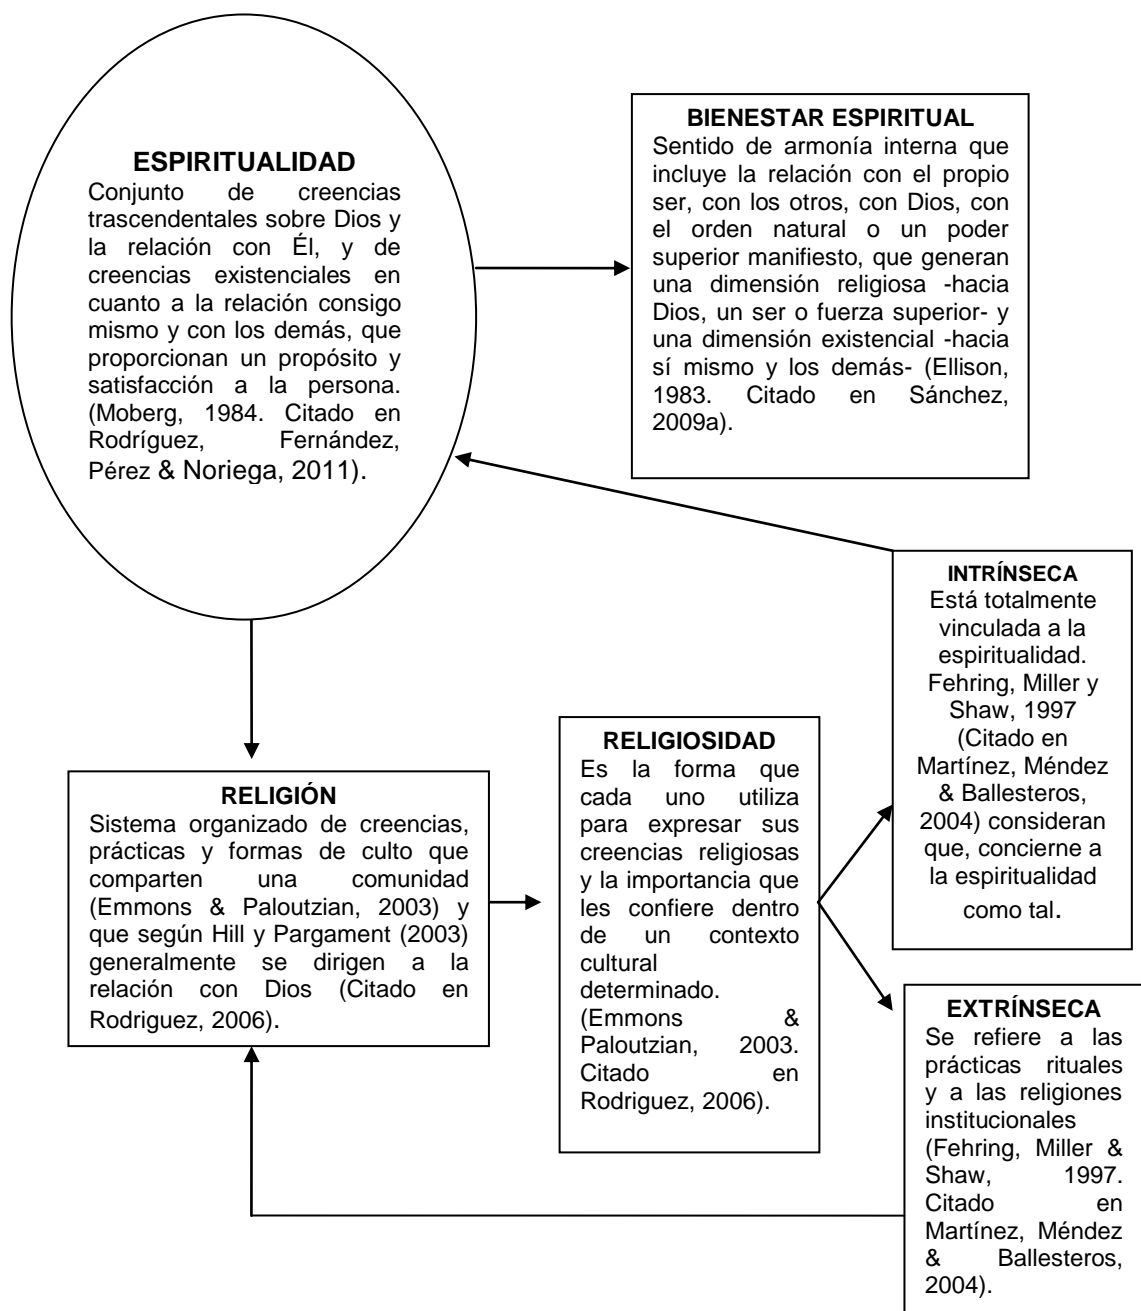 ESPIRITUALIDAD
Conjunto de creencias
trascendentales sobre Dios y
la relación con Él, y de
creencias existenciales en
cuanto a la relación consigo
mismo y con los demás, que
proporcionan un propósito y
satisfacción a la persona.
(Moberg, 1984. Citado en
Rodríguez, Fernández,
Pérez & Noriega, 2011).
BIENESTAR ESPIRITUAL
Sentido de armonía interna que
incluye la relación con el propio
ser, con los otros, con Dios, con
el orden natural o un poder
superior manifiesto, que generan
una dimensión religiosa -hacia
Dios, un ser o fuerza superior- y
una dimensión existencial -hacia
sí mismo y los demás- (Ellison,
1983. Citado en Sánchez,
2009a).
RELIGIÓN
Sistema organizado de creencias,
prácticas y formas de culto que
comparten una comunidad
(Emmons & Paloutzian, 2003) y
que según Hill y Pargament (2003)
generalmente se dirigen a la
relación con Dios (Citado en
Rodriguez, 2006).
RELIGIOSIDAD
Es la forma que
cada uno utiliza
para expresar sus
creencias religiosas
y la importancia que
les confiere dentro
de un contexto
cultural
determinado.
(Emmons &
Paloutzian, 2003.
Citado en
Rodriguez, 2006).
INTRÍNSECA
Está totalmente
vinculada a la
espiritualidad.
Fehring, Miller y
Shaw, 1997
(Citado en
Martínez, Méndez
& Ballesteros,
2004) consideran
que, concierne a
la espiritualidad
como tal.
EXTRÍNSECA
Se refiere a las
prácticas rituales
y a las religiones
institucionales
(Fehring, Miller &
Shaw, 1997.
Citado en
Martínez, Méndez
& Ballesteros,
2004).